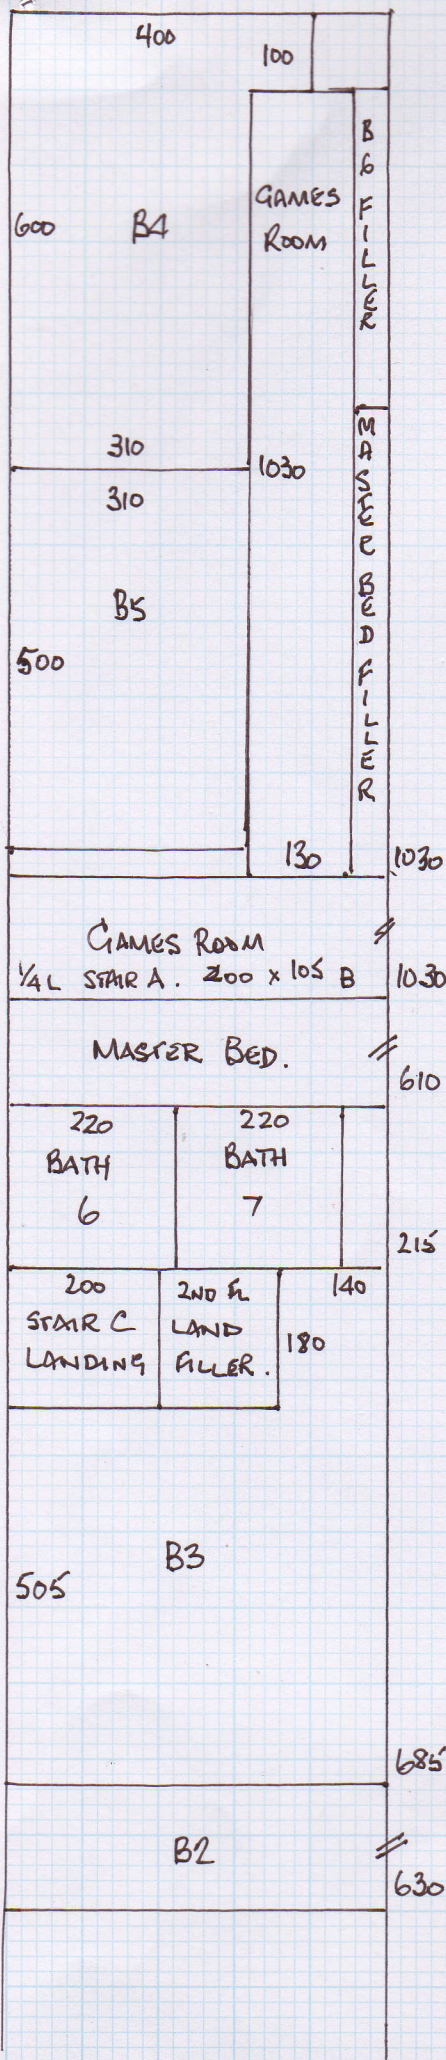 400
100
GAMES
ROOM
B6 FILLER
600
B4
310
1030
310
MASTER BED FILLER
B5
500
130
1030
GAMES ROOM
1/4 L STAIR A. 200 x 105 B
1030
MASTER BED.
610
220
220
BATH
6
BATH
7
215
200
STAIR C
LANDING
2ND FL
LAND
FILLER.
140
180
B3
505
685
B2
630